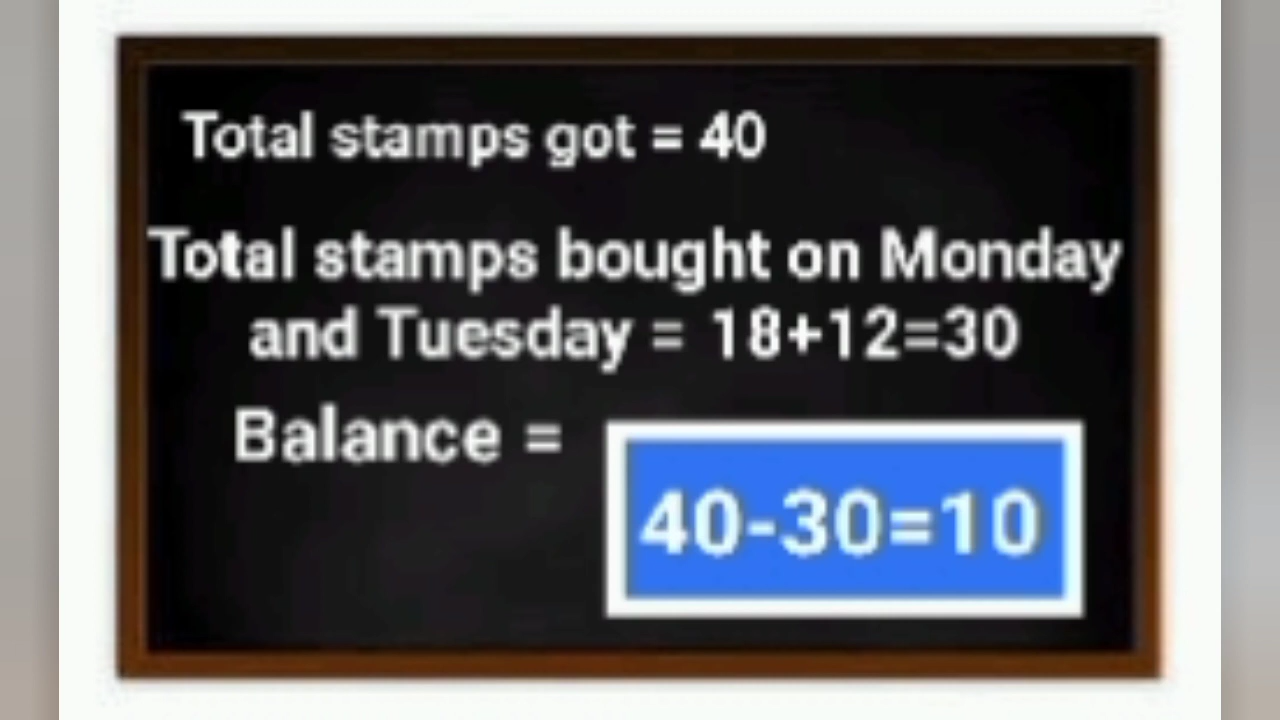 Total stamps got = 40
Total stamps bought on Monday
and Tuesday = 18+12=30
Balance =
40-30=10